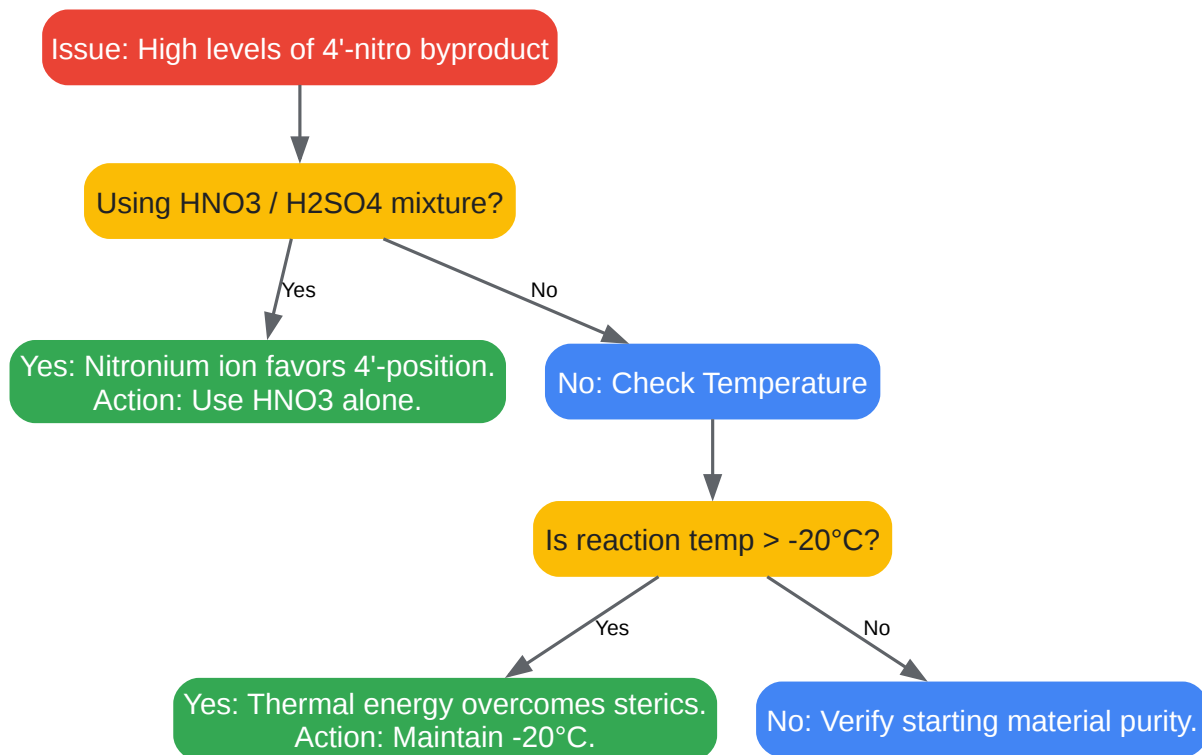 Issue: High levels of 4'-nitro byproduct
Using HNO3 / H2SO4 mixture?
Yes
No
Yes: Nitronium ion favors 4'-position.
Action: Use HNO3 alone.
No: Check Temperature
Is reaction temp > -20°C?
Yes
No
Yes: Thermal energy overcomes sterics.
Action: Maintain -20°C.
No: Verify starting material purity.